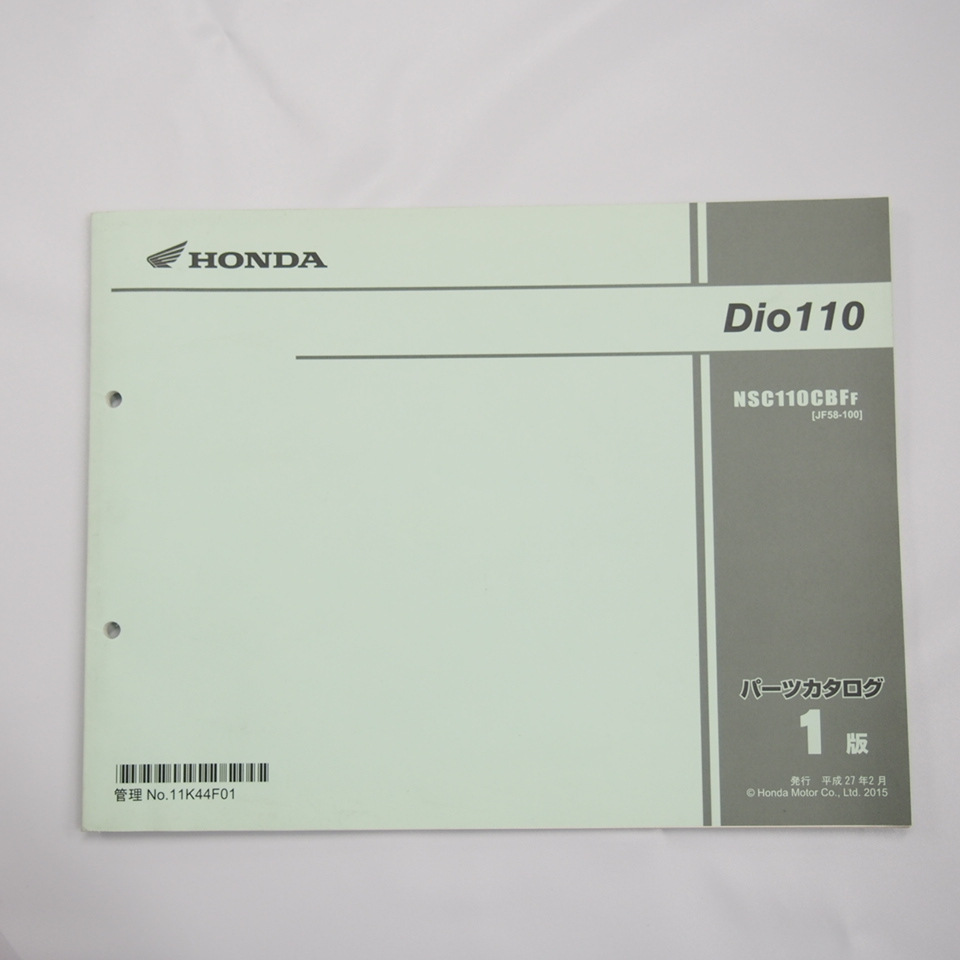 HONDA
Dio110
NSC110CBFF
[JF58-100]
パーツカタログ
1版
発行 平成27年2月
© Honda Motor Co., Ltd. 2015
管理 No.11K44F01